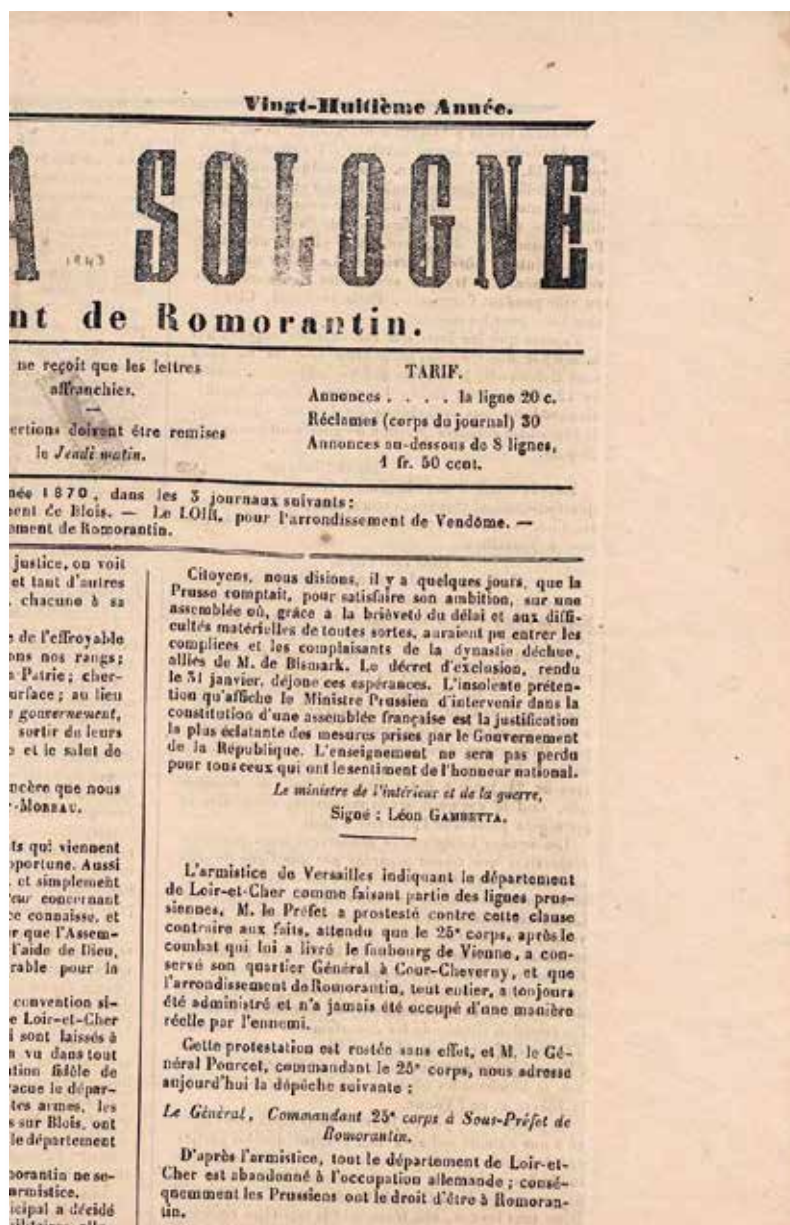 Vingt-Huitième Année.
A SOLOGNE
1943
nt de Romorantin.
ne reçoit que les lettres
affranchies.
ertions doivent être remises
le Jeudi matin.
TARIF.
Annonces . . . . la ligne 20 c.
Réclames (corps du journal) 30
Annonces au-dessous de 8 lignes,
1 fr. 50 cent.
née 1870, dans les 3 journaux suivants:
ment de Blois. — Le LOIR, pour l'arrondissement de Vendôme. —
ement de Romorantin.
justice, on voit
et tant d'autres
, chacune à sa
e de l'effroyable
ons nos rangs;
a Patrie; cher-
urface; au lieu
e gouvernement,
sortir de leurs
e et le salut de
ncère que nous
r-MOREAU.
ts qui viennent
pportune. Aussi
, et simplement
eur concernant
ce connaisse, et
r que l'Assem-
l'aide de Dieu,
rable pour la
convention si-
e Loir-et-Cher
i sont laissés à
n vu dans tout
tion fidèle de
acue le dépar-
tes armes, les
s sur Blois, ont
le département
morantin ne se-
armistice.
icipal a décidé
Citoyens, nous disions, il y a quelques jours, que la
Prusse comptait, pour satisfaire son ambition, sur une
assemblée où, grâce à la brièveté du délai et aux diffi-
cultés matérielles de toutes sortes, auraient pu entrer les
complices et les complaisants de la dynastie déchue,
alliés de M. de Bismark. Le décret d'exclusion, rendu
le 31 janvier, déjoue ces espérances. L'insolente préten-
tion qu'affiche le Ministre Prussien d'intervenir dans la
constitution d'une assemblée française est la justification
la plus éclatante des mesures prises par le Gouvernement
de la République. L'enseignement ne sera pas perdu
pour tous ceux qui ont le sentiment de l'honneur national.
Le ministre de l'intérieur et de la guerre,
Signé : Léon GAMBETTA.
L'armistice de Versailles indiquant le département
de Loir-et-Cher comme faisant partie des lignes prus-
siennes, M. le Préfet a prostesté contre cette clause
contraire aux faits, attendu que le 25e corps, après le
combat qui lui a livré le faubourg de Vienne, a con-
servé son quartier Général à Cour-Cheverny, et que
l'arrondissement de Romorantin, tout entier, a toujours
été administré et n'a jamais été occupé d'une manière
réelle par l'ennemi.
Cette protestation est restée sans effet, et M. le Gé-
néral Pourcet, commandant le 25e corps, nous adresse
aujourd'hui la dépêche suivante :
Le Général, Commandant 25e corps à Sous-Préfet de
Romorantin.
D'après l'armistice, tout le département de Loir-et-
Cher est abandonné à l'occupation allemande ; consé-
quemment les Prussiens ont le droit d'être à Romoran-
tin.